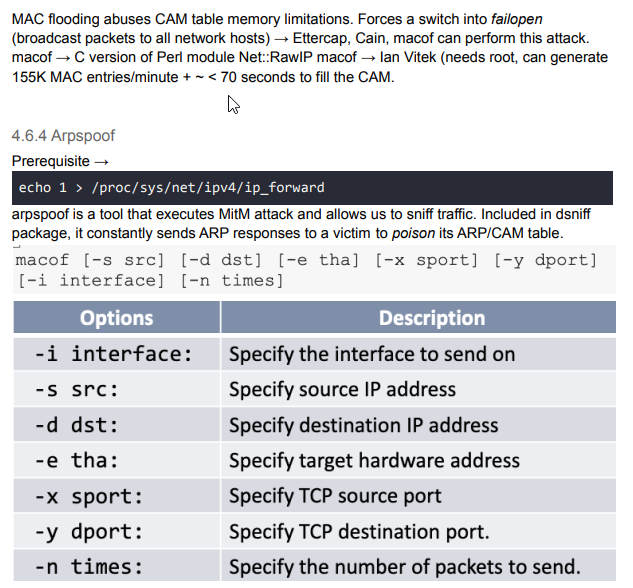 MAC flooding abuses CAM table memory limitations. Forces a switch into failopen
(broadcast packets to all network hosts) → Ettercap, Cain, macof can perform this attack.
macof → C version of Perl module Net::RawIP macof → Ian Vitek (needs root, can generate
155K MAC entries/minute + ~ < 70 seconds to fill the CAM.
4.6.4 Arpspoof
Prerequisite →
echo 1 > /proc/sys/net/ipv4/ip_forward
arpspoof is a tool that executes MitM attack and allows us to sniff traffic. Included in dsniff
package, it constantly sends ARP responses to a victim to poison its ARP/CAM table.
macof [-s src] [-d dst] [-e tha] [-x sport] [-y dport]
[-i interface] [-n times]
Options Description
-i interface: Specify the interface to send on
-s src: Specify source IP address
-d dst: Specify destination IP address
-e tha: Specify target hardware address
-x sport: Specify TCP source port
-y dport: Specify TCP destination port.
-n times: Specify the number of packets to send.